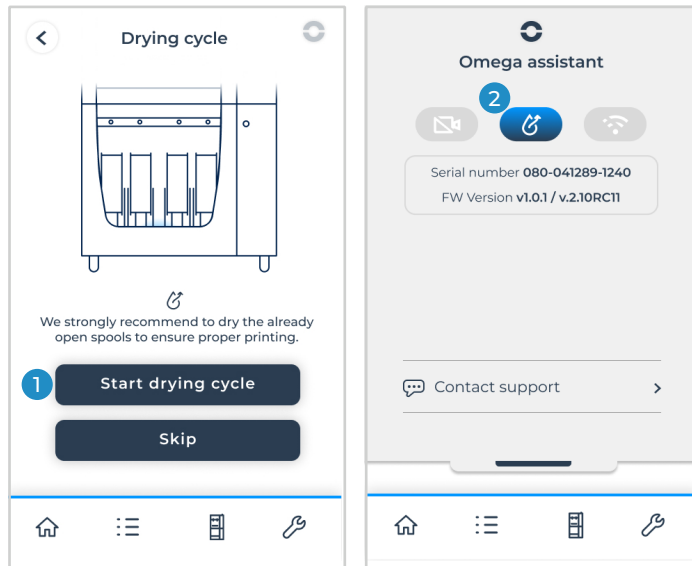 Drying cycle
We strongly recommend to dry the already
open spools to ensure proper printing.
1
Start drying cycle
Skip
Omega assistant
2
Serial number 080-041289-1240
FW Version v1.0.1 / v.2.10RC11
Contact support